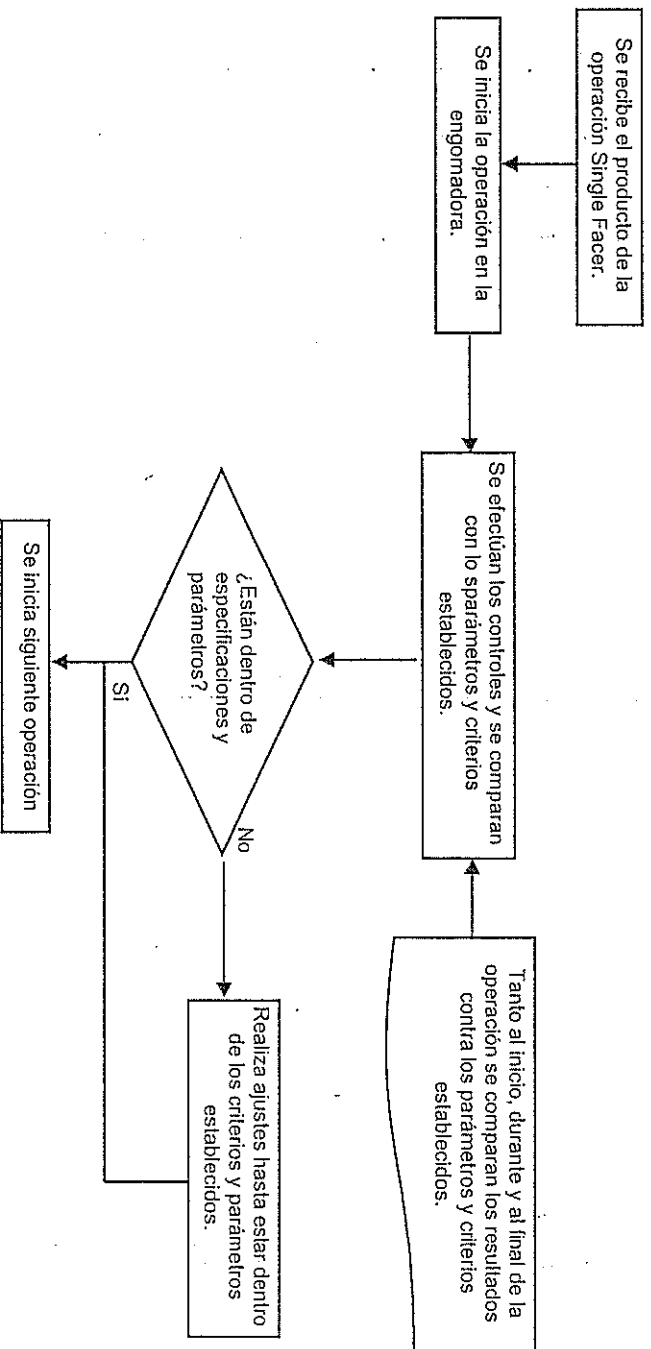 Se recibe el producto de la
operación Single Facer.
Se inicia la operación en la
engomadora.
Se efectúan los controles y se comparan
con lo sparámetros y criterios
establecidos.
Tanto al inicio, durante y al final de la
operación se comparan los resultados
contra los parámetros y criterios
establecidos.
¿Están dentro de
especificaciones y
parámetros?
No
Realiza ajustes hasta estar dentro
de los criterios y parámetros
establecidos.
Si
Se inicia siguiente operación